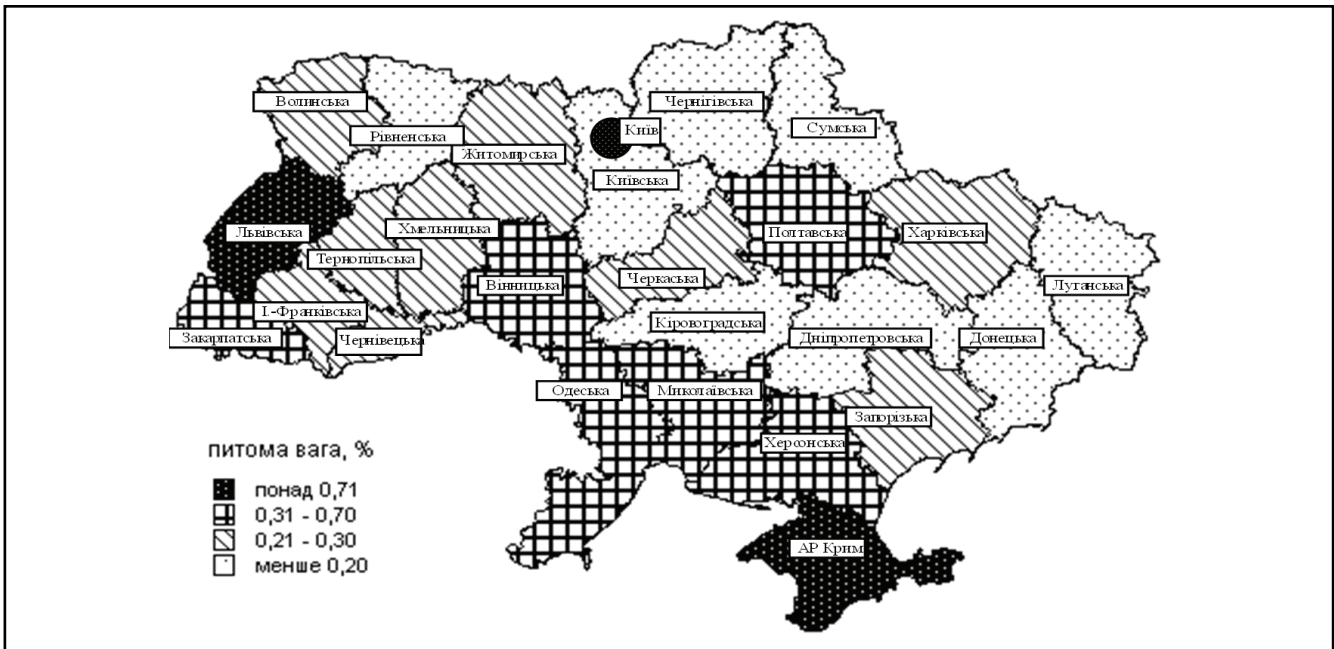 Волинська
Рівненська
Житомирська
Київ
Чернігівська
Сумська
Київська
Львівська
Тернопільська
Хмельницька
Вінницька
Черкаська
Полтавська
Харківська
Луганська
І.-Франківська
Закарпатська
Чернівецька
Кіровоградська
Дніпропетровська
Донецька
Одеська
Миколаївська
Запорізька
Херсонська
АР Крим
питома вага, %
понад 0,71
0,31 - 0,70
0,21 - 0,30
менше 0,20